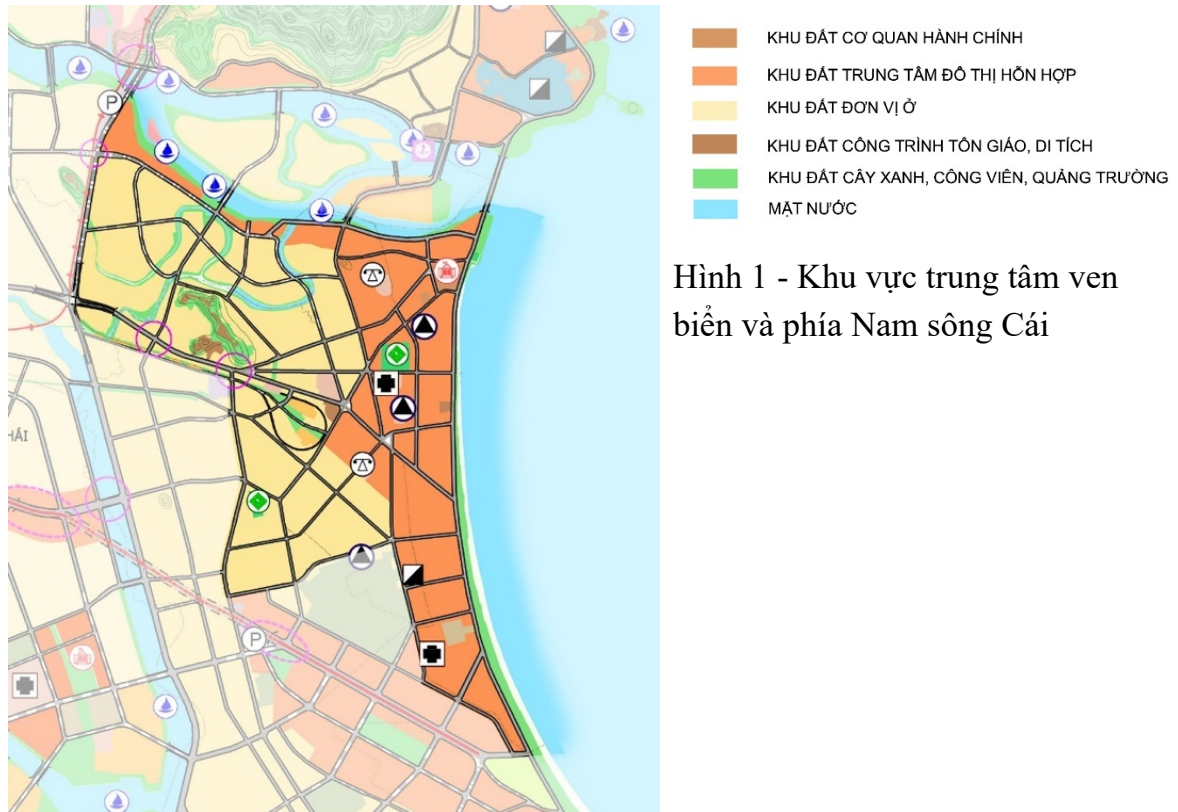 KHU ĐẤT CƠ QUAN HÀNH CHÍNH
KHU ĐẤT TRUNG TÂM ĐÔ THỊ HỖN HỢP
KHU ĐẤT ĐƠN VỊ Ở
KHU ĐẤT CÔNG TRÌNH TÔN GIÁO, DI TÍCH
KHU ĐẤT CÂY XANH, CÔNG VIÊN, QUẢNG TRƯỜNG
MẶT NƯỚC
Hình 1 - Khu vực trung tâm ven
biển và phía Nam sông Cái
P
HÁI
P